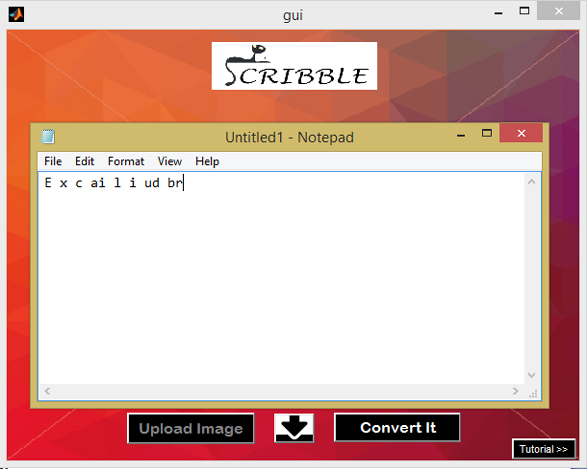 gui
SCRIBBLE
Untitled1 - Notepad
File Edit Format View Help
E x c ai l i ud br
Upload Image Convert It
Tutorial >>